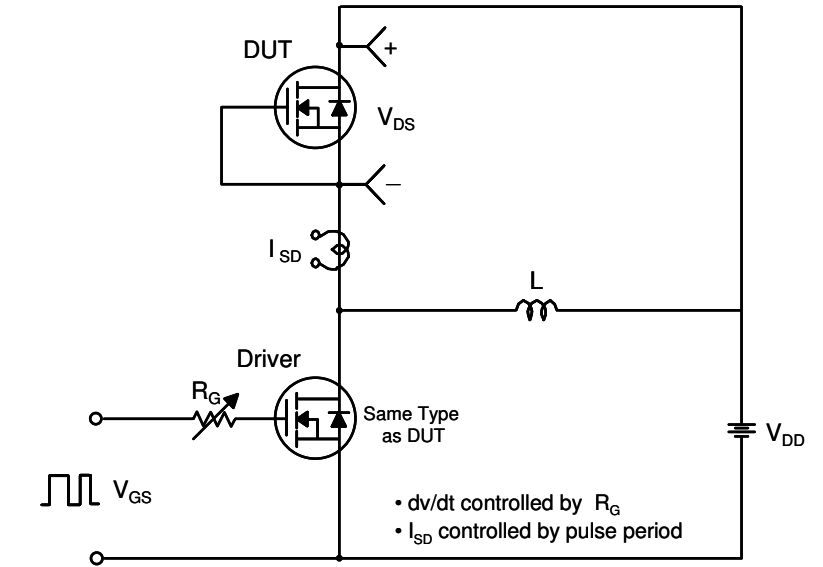 DUT
+
V_DS
−
I_SD
L
Driver
R_G
Same Type
as DUT
V_DD
V_GS
• dv/dt controlled by R_G
• I_SD controlled by pulse period